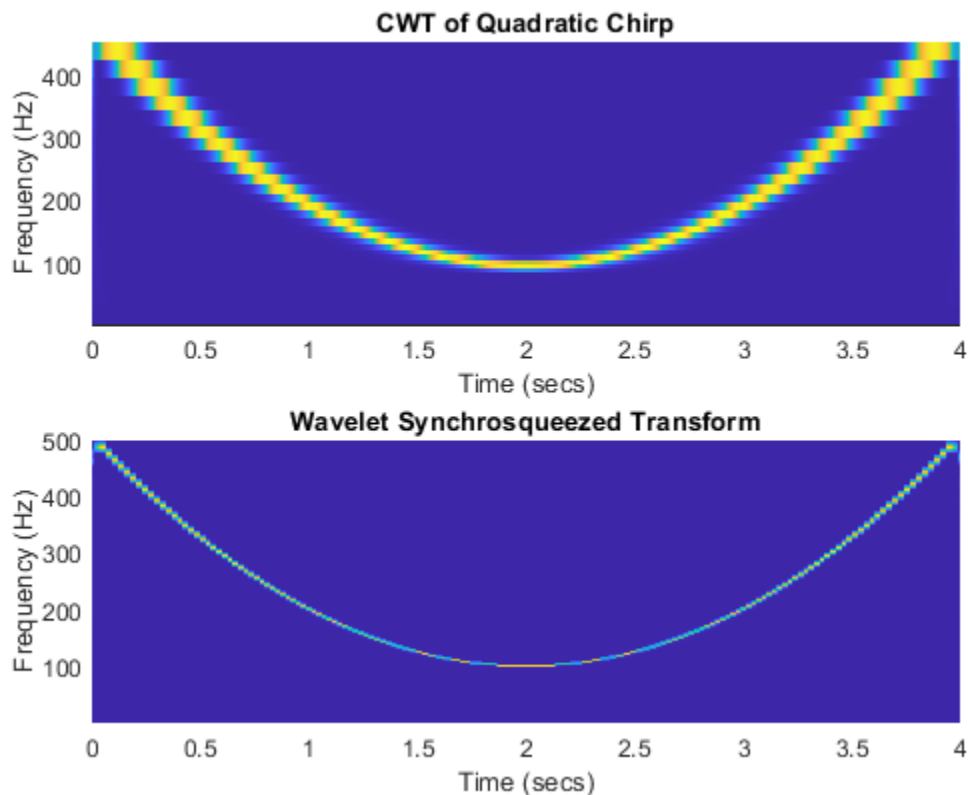 CWT of Quadratic Chirp
Frequency (Hz)
400
300
200
100
0 0.5 1 1.5 2 2.5 3 3.5 4
Time (secs)
Wavelet Synchrosqueezed Transform
Frequency (Hz)
500
400
300
200
100
0 0.5 1 1.5 2 2.5 3 3.5 4
Time (secs)